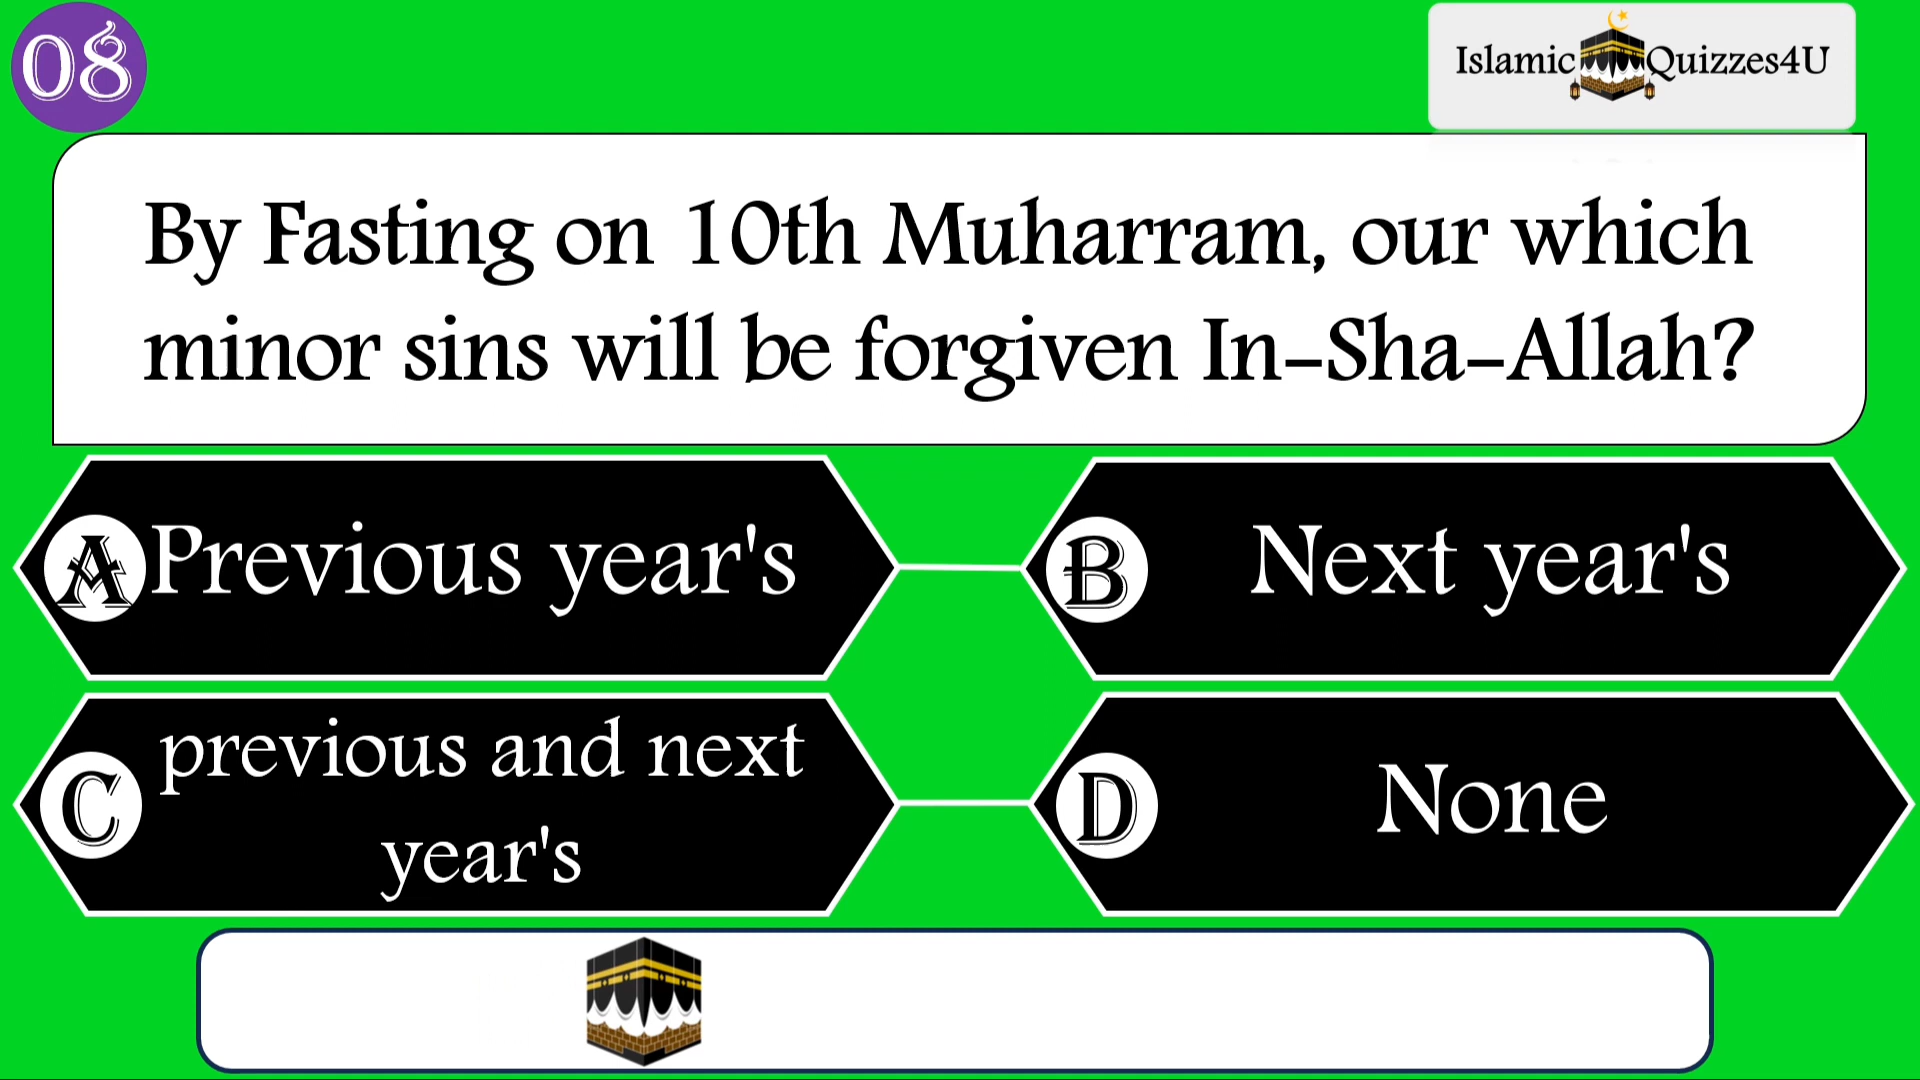 08
Islamic Quizzes4U
By Fasting on 10th Muharram, our which
minor sins will be forgiven In-Sha-Allah?
A Previous year's
B Next year's
C previous and next
year's
D None